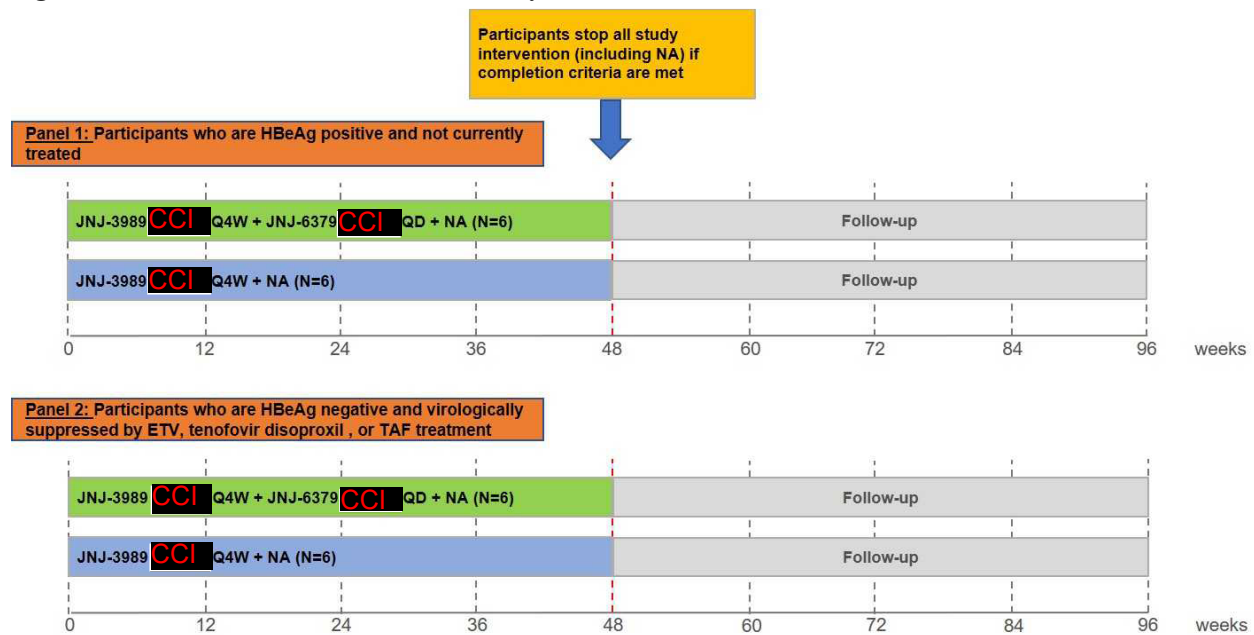 Participants stop all study
intervention (including NA) if
completion criteria are met
Panel 1: Participants who are HBeAg positive and not currently
treated
JNJ-3989 CCI Q4W + JNJ-6379 CCI QD + NA (N=6)
Follow-up
JNJ-3989 CCI Q4W + NA (N=6)
Follow-up
0 12 24 36 48 60 72 84 96 weeks
Panel 2: Participants who are HBeAg negative and virologically
suppressed by ETV, tenofovir disoproxil , or TAF treatment
JNJ-3989 CCI Q4W + JNJ-6379 CCI QD + NA (N=6)
Follow-up
JNJ-3989 CCI Q4W + NA (N=6)
Follow-up
0 12 24 36 48 60 72 84 96 weeks